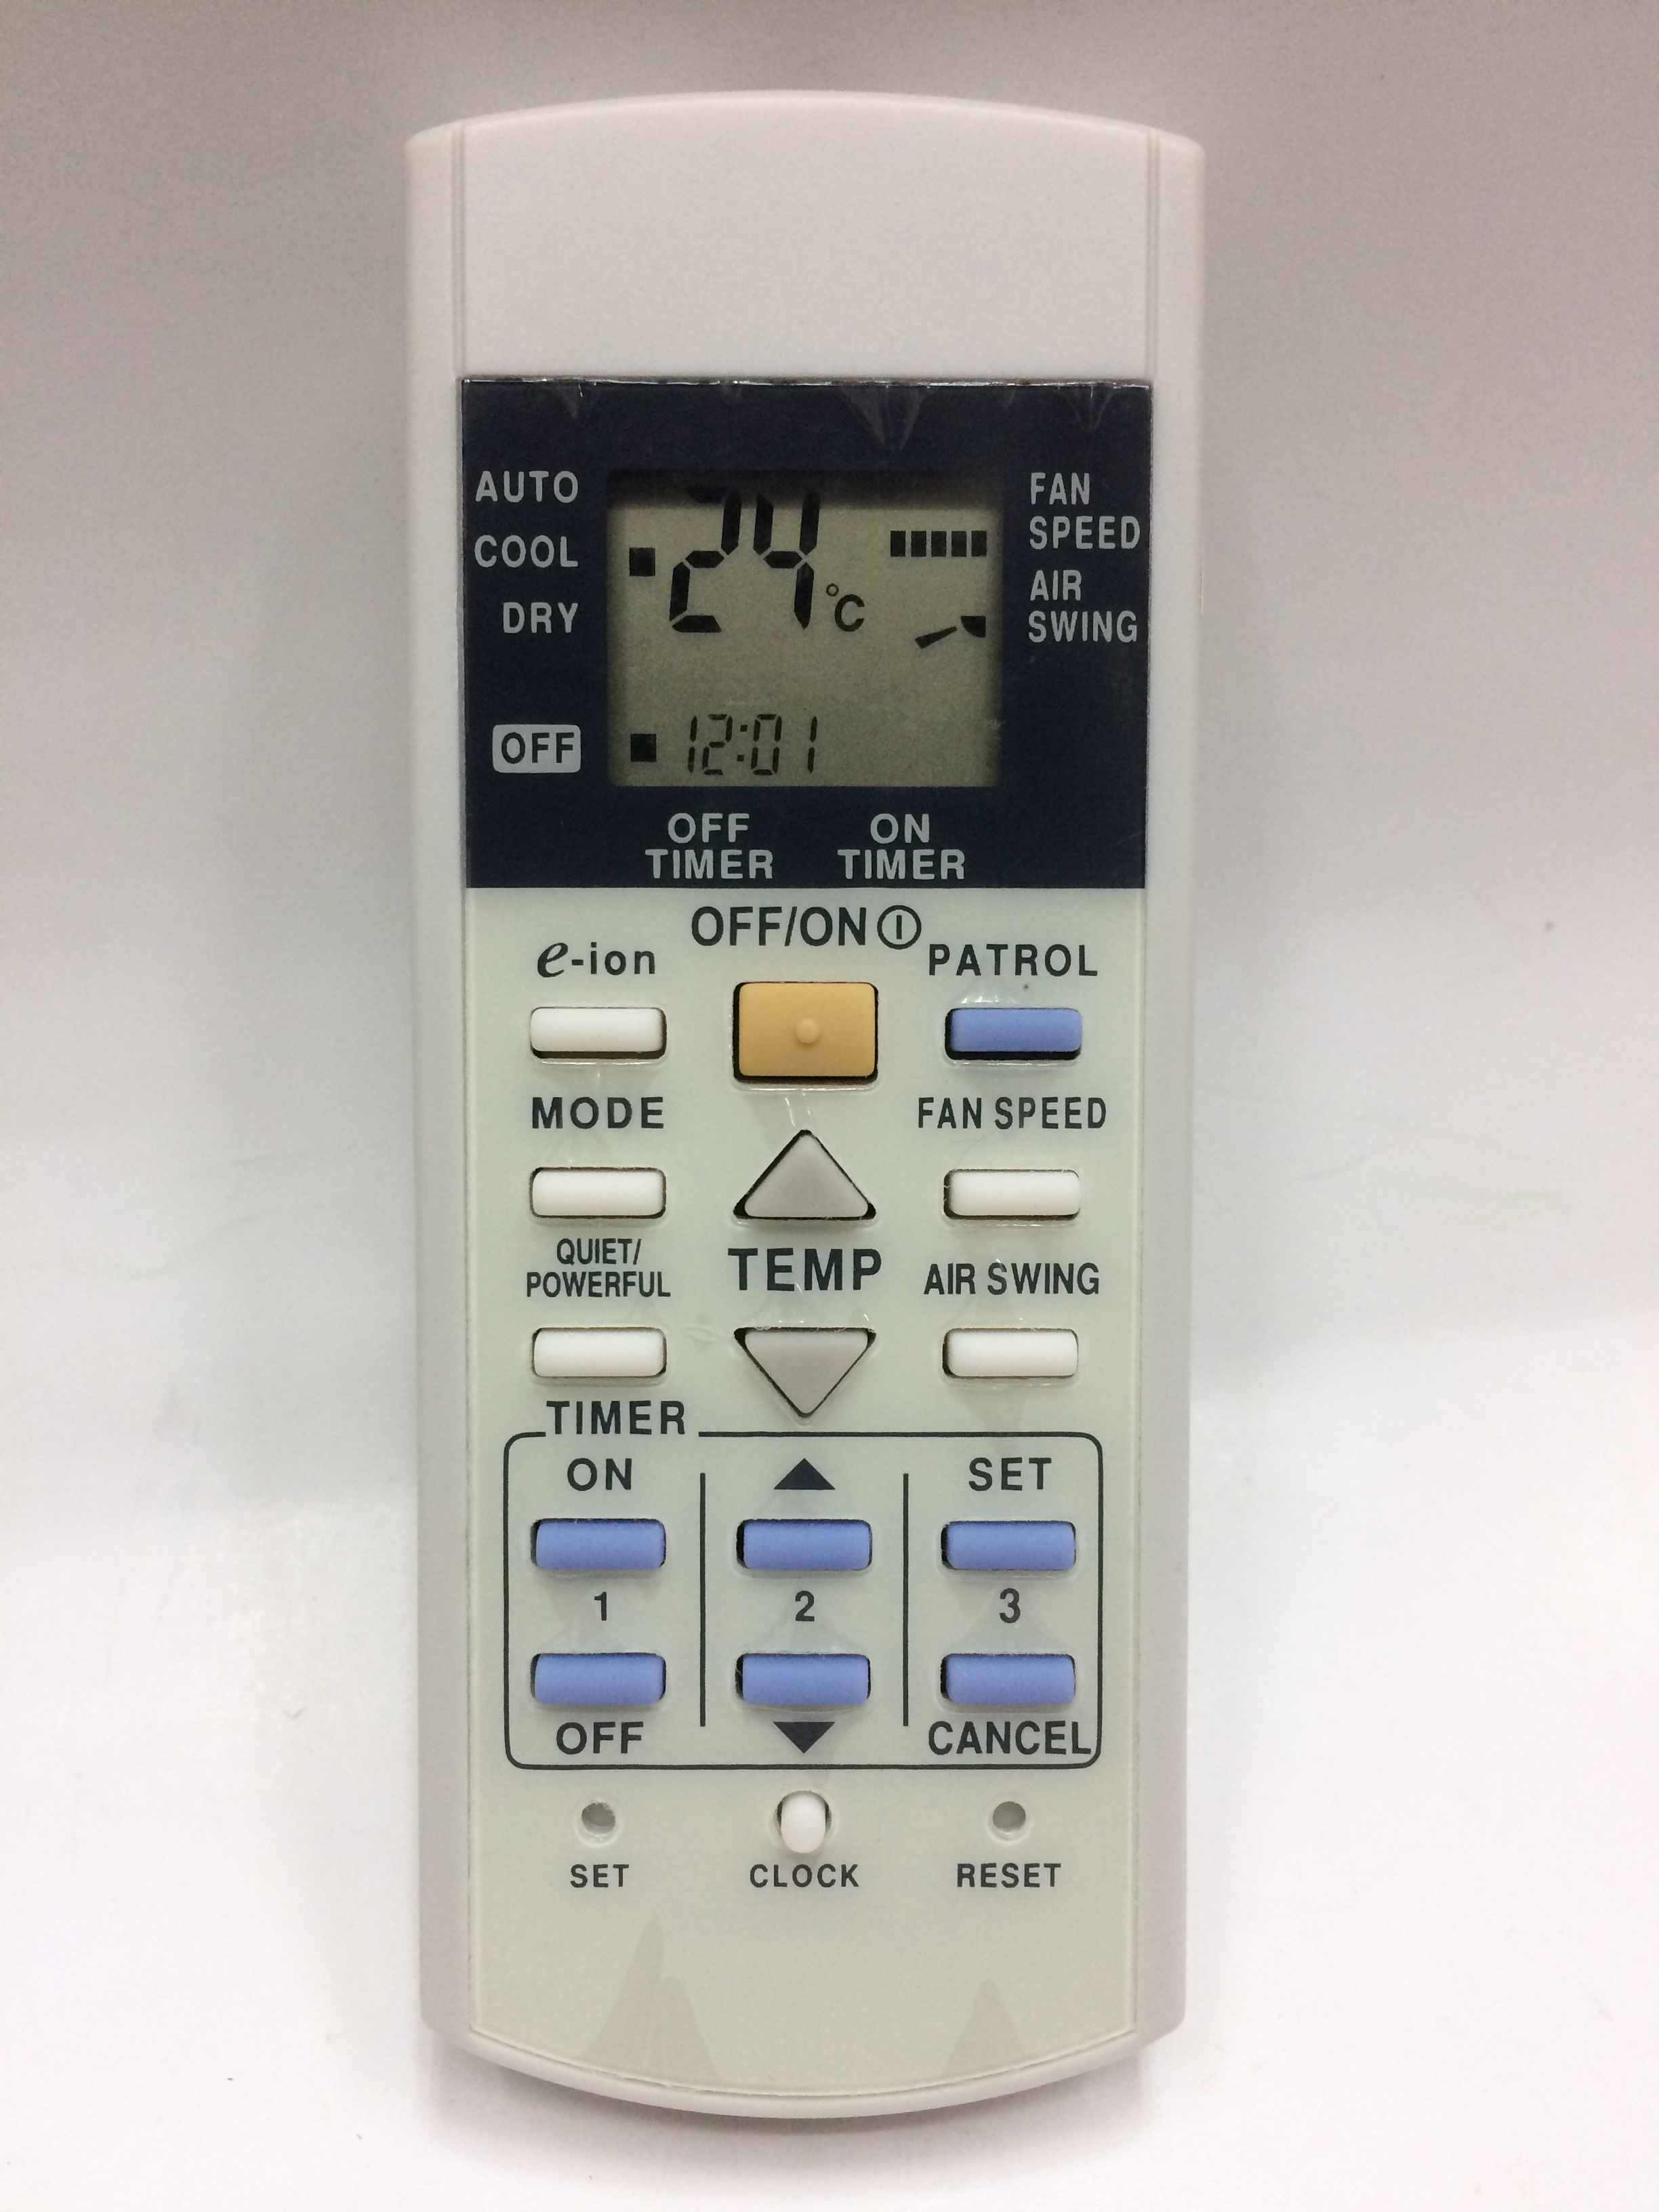 AUTO
COOL
DRY
OFF
24°C
12:01
FAN
SPEED
AIR
SWING
OFF
TIMER
ON
TIMER
OFF/ON
e-ion
PATROL
MODE
FAN SPEED
QUIET/
POWERFUL
TEMP
AIR SWING
TIMER
ON
SET
1
2
3
OFF
CANCEL
SET
CLOCK
RESET